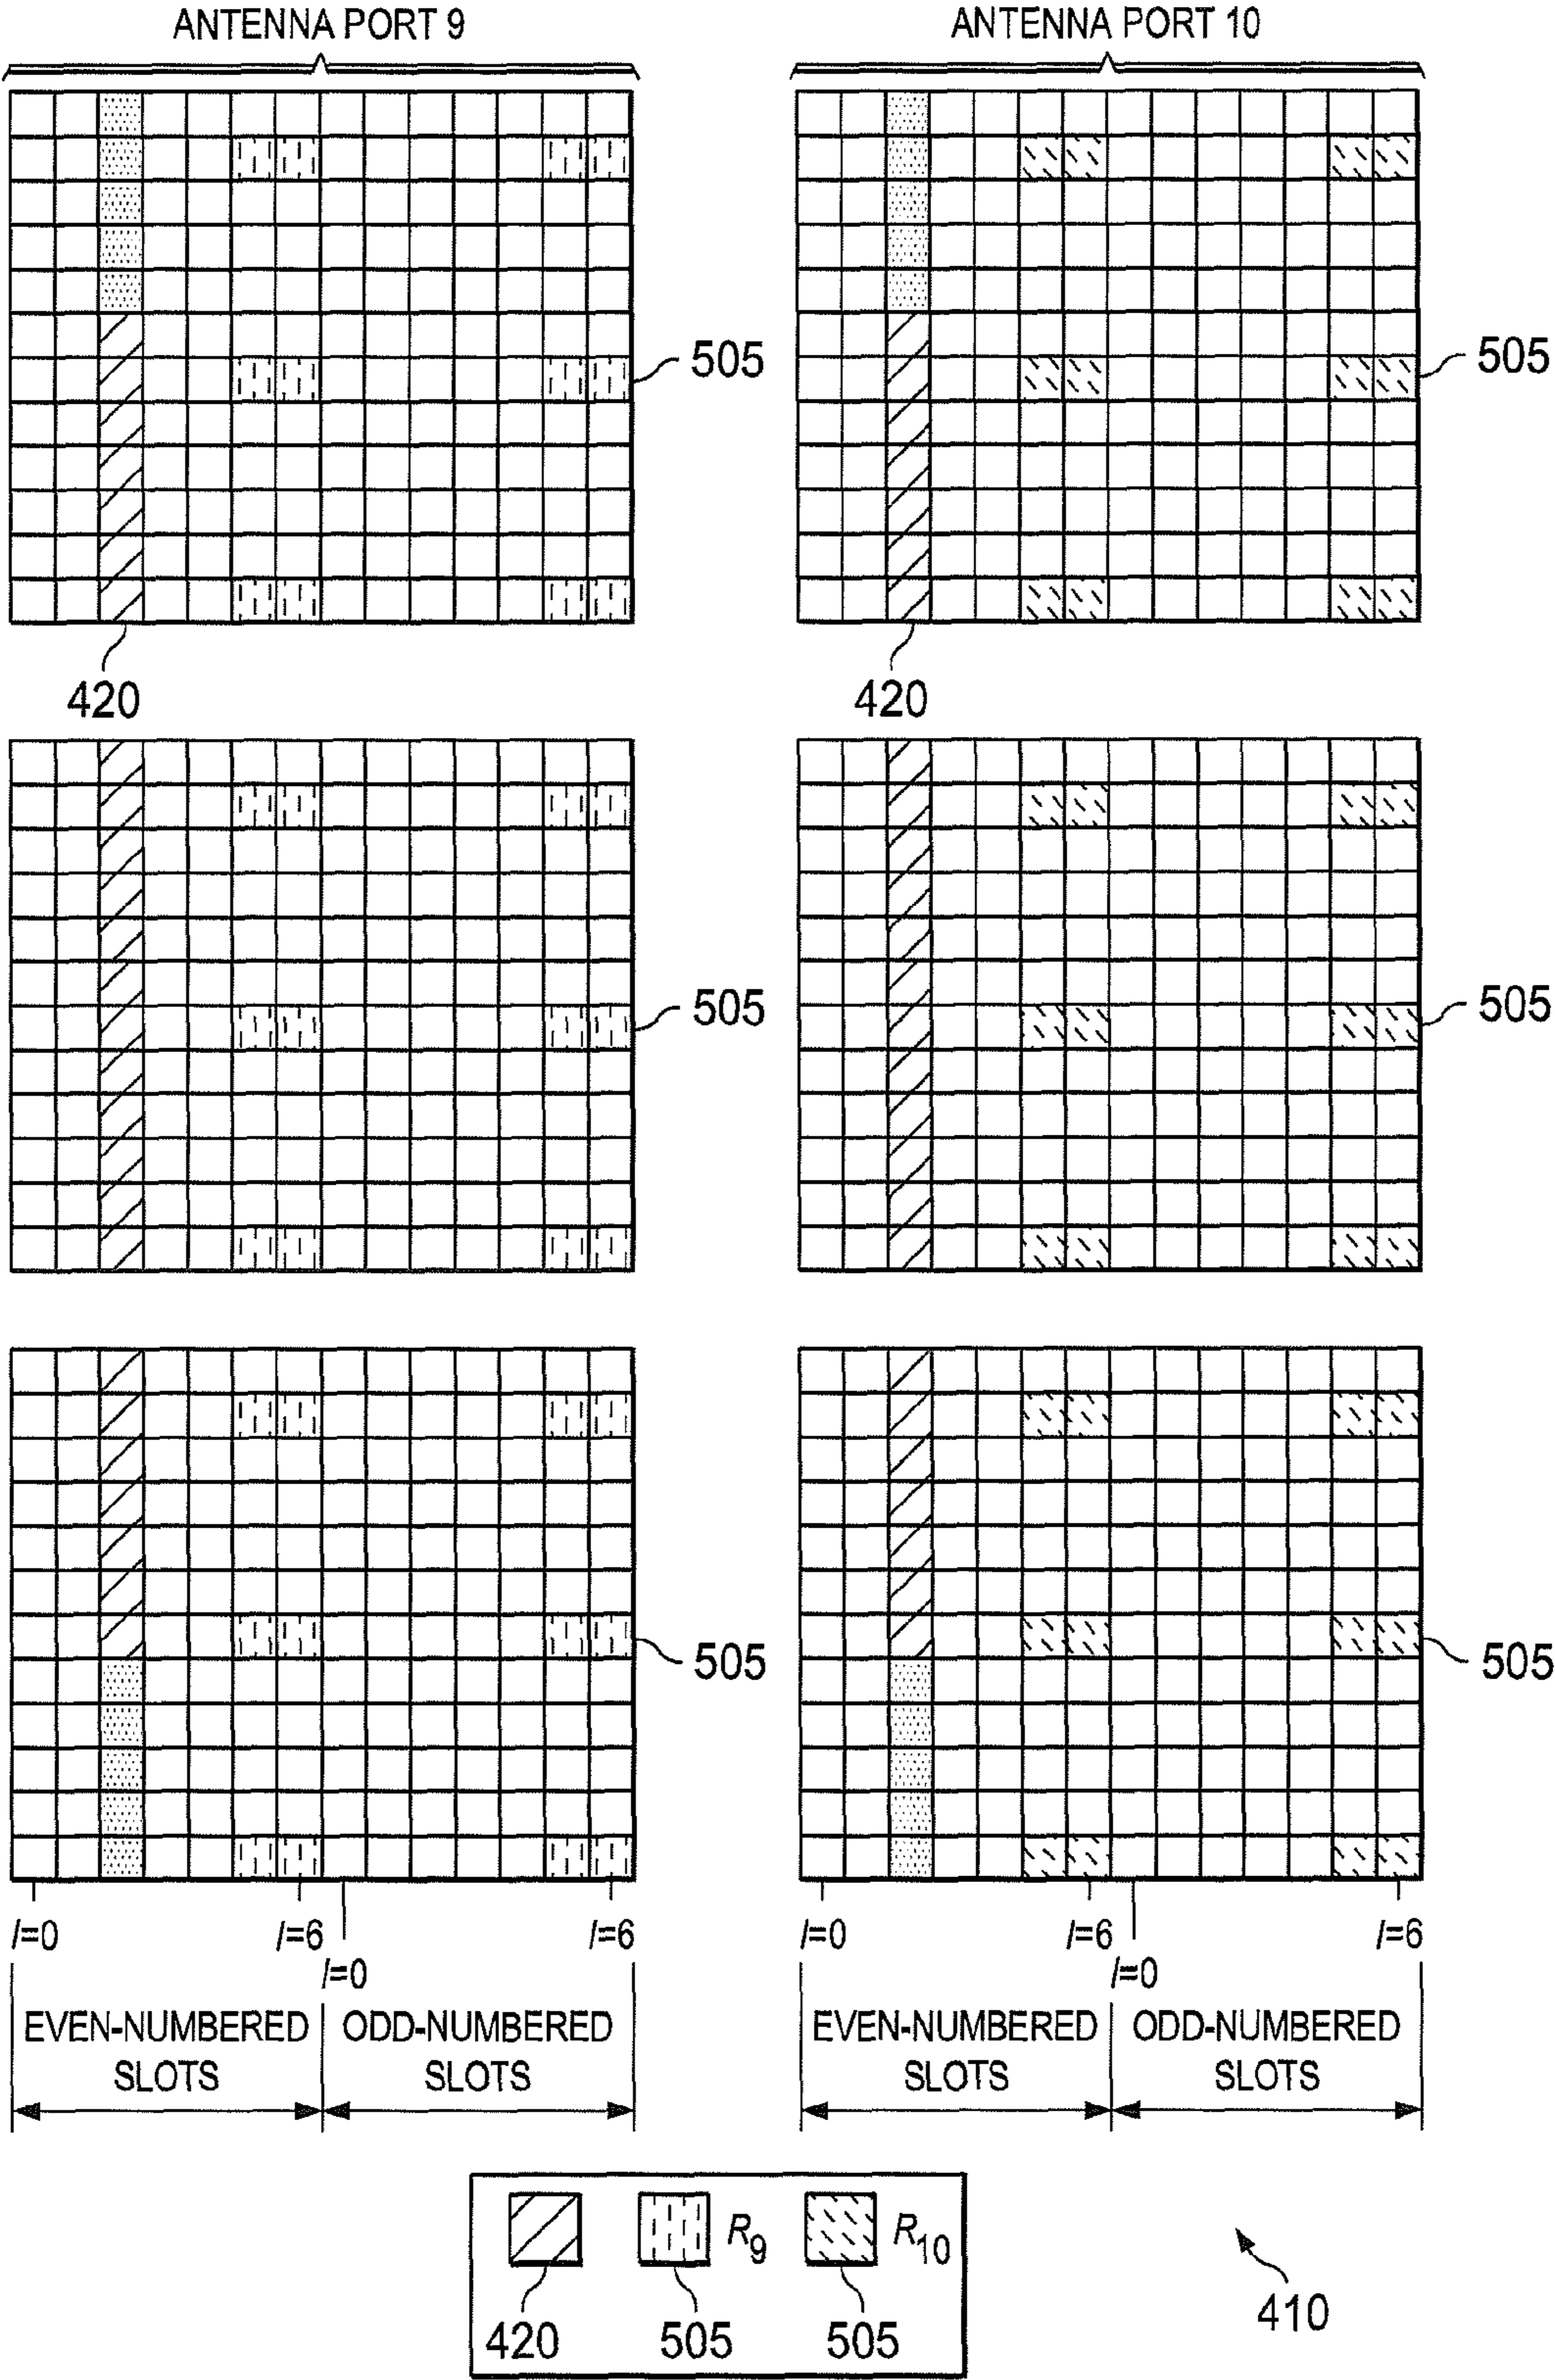 ANTENNA PORT 9
ANTENNA PORT 10
505
505
420
420
505
505
505
505
l=0
l=6
l=6
l=0
l=6
l=6
l=0
l=0
EVEN-NUMBERED
SLOTS
ODD-NUMBERED
SLOTS
EVEN-NUMBERED
SLOTS
ODD-NUMBERED
SLOTS
R9
R10
420
505
505
410